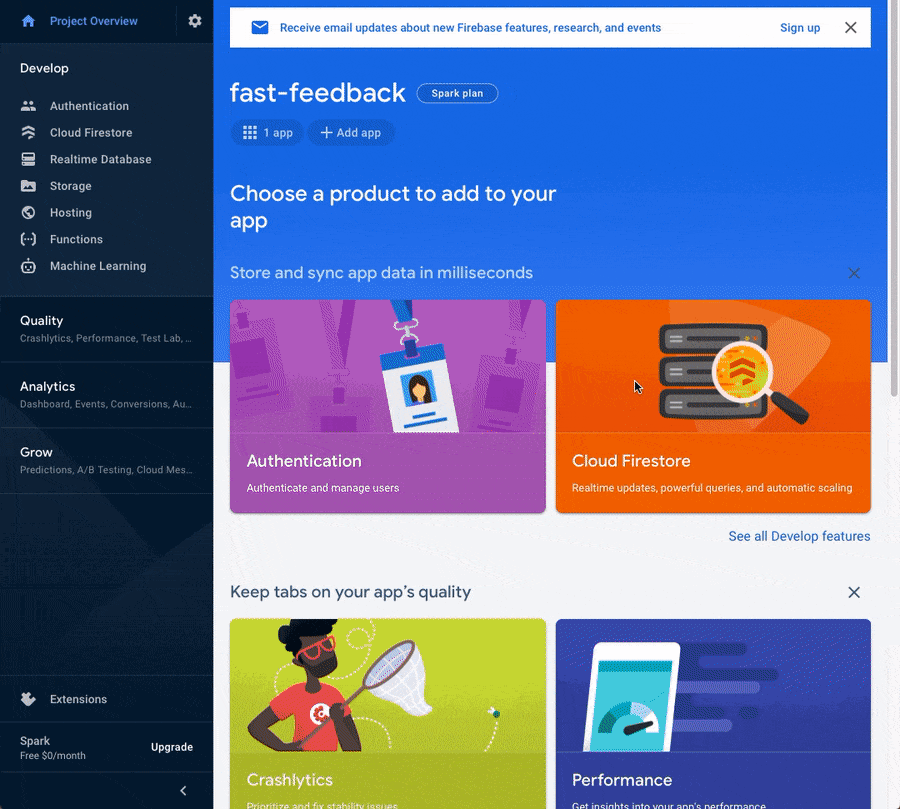 Project Overview
Develop
Authentication
Cloud Firestore
Realtime Database
Storage
Hosting
Functions
Machine Learning
Quality
Crashlytics, Performance, Test Lab, ...
Analytics
Dashboard, Events, Conversions, Au...
Grow
Predictions, A/B Testing, Cloud Mes...
Extensions
Spark
Free $0/month
Upgrade
Receive email updates about new Firebase features, research, and events
Sign up
fast-feedback
Spark plan
1 app
Add app
Choose a product to add to your
app
Store and sync app data in milliseconds
Authentication
Authenticate and manage users
Cloud Firestore
Realtime updates, powerful queries, and automatic scaling
See all Develop features
Keep tabs on your app's quality
Crashlytics
Prioritize and fix stability issues
Performance
Get insights into your app's performance